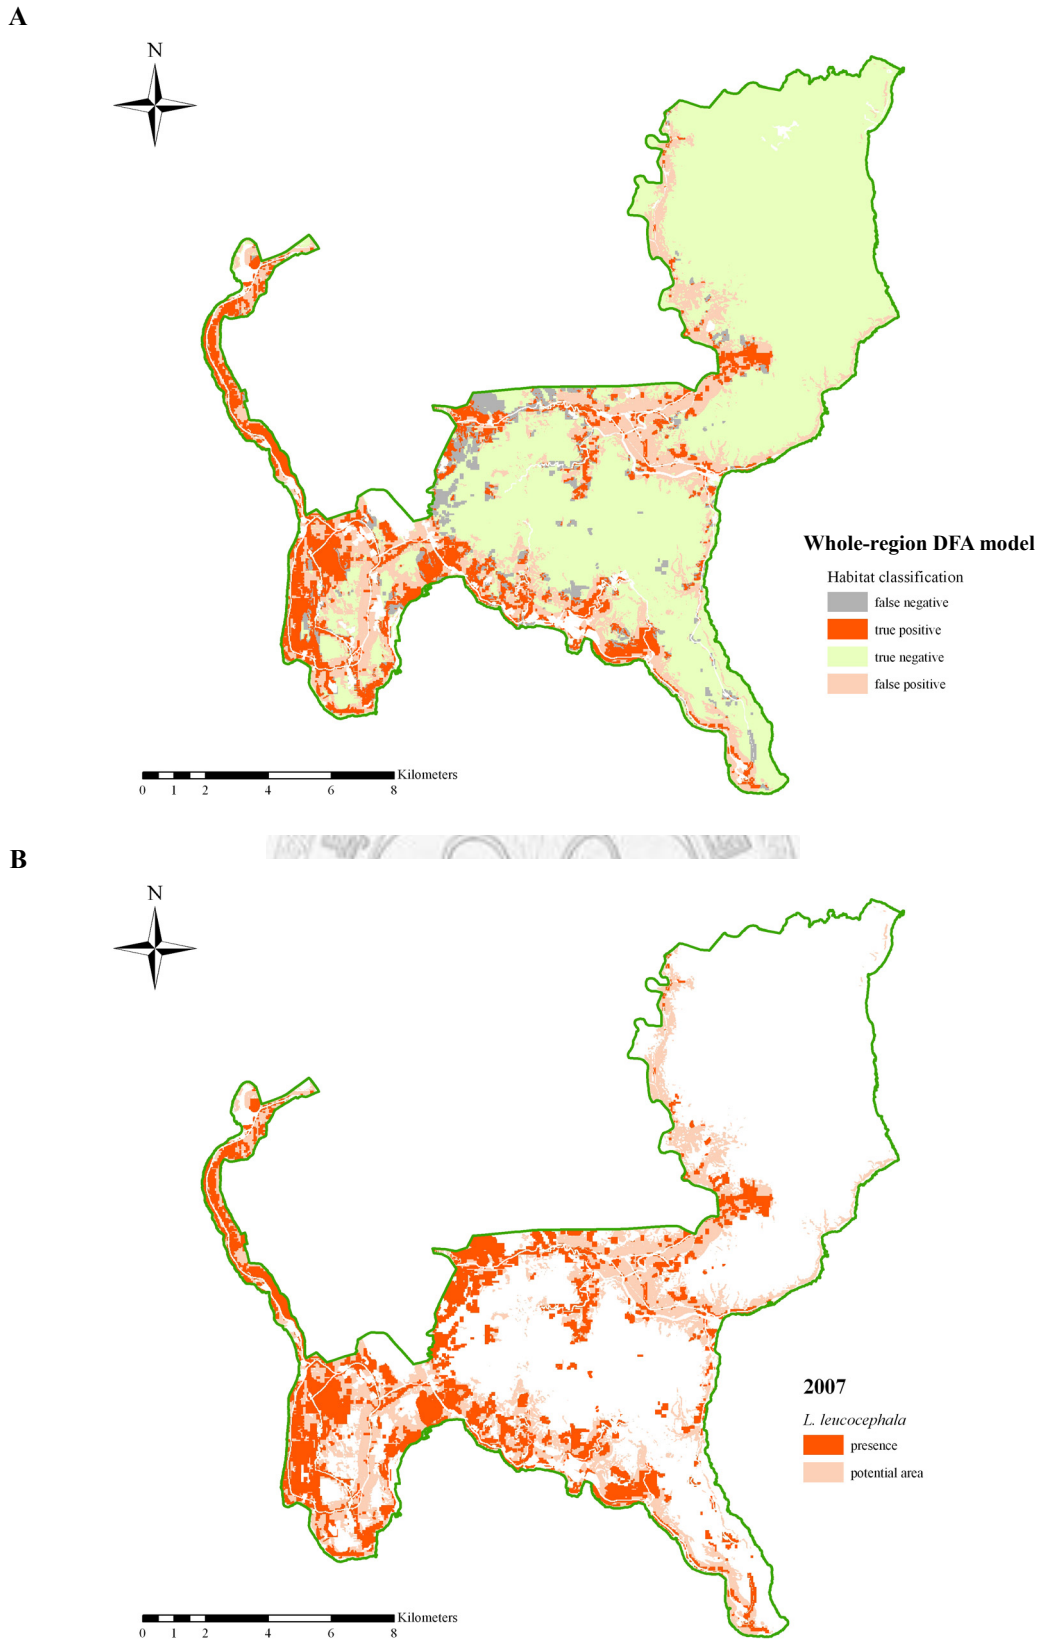 A
N
Whole-region DFA model
Habitat classification
false negative
true positive
true negative
false positive
Kilometers
0 1 2 4 6 8
B
N
2007
L. leucocephala
presence
potential area
Kilometers
0 1 2 4 6 8